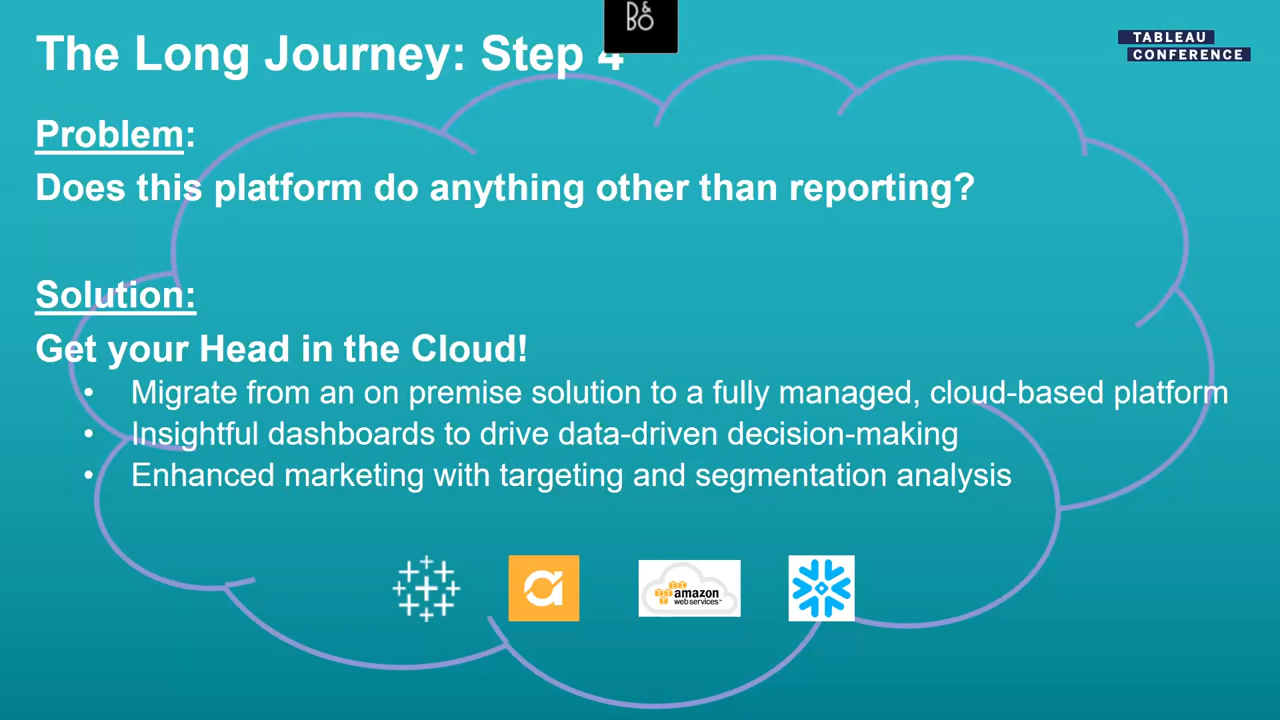 D&
BO
The Long Journey: Step 4
TABLEAU
CONFERENCE
Problem:
Does this platform do anything other than reporting?
Solution:
Get your Head in the Cloud!
• Migrate from an on premise solution to a fully managed, cloud-based platform
• Insightful dashboards to drive data-driven decision-making
• Enhanced marketing with targeting and segmentation analysis
amazon
web services™